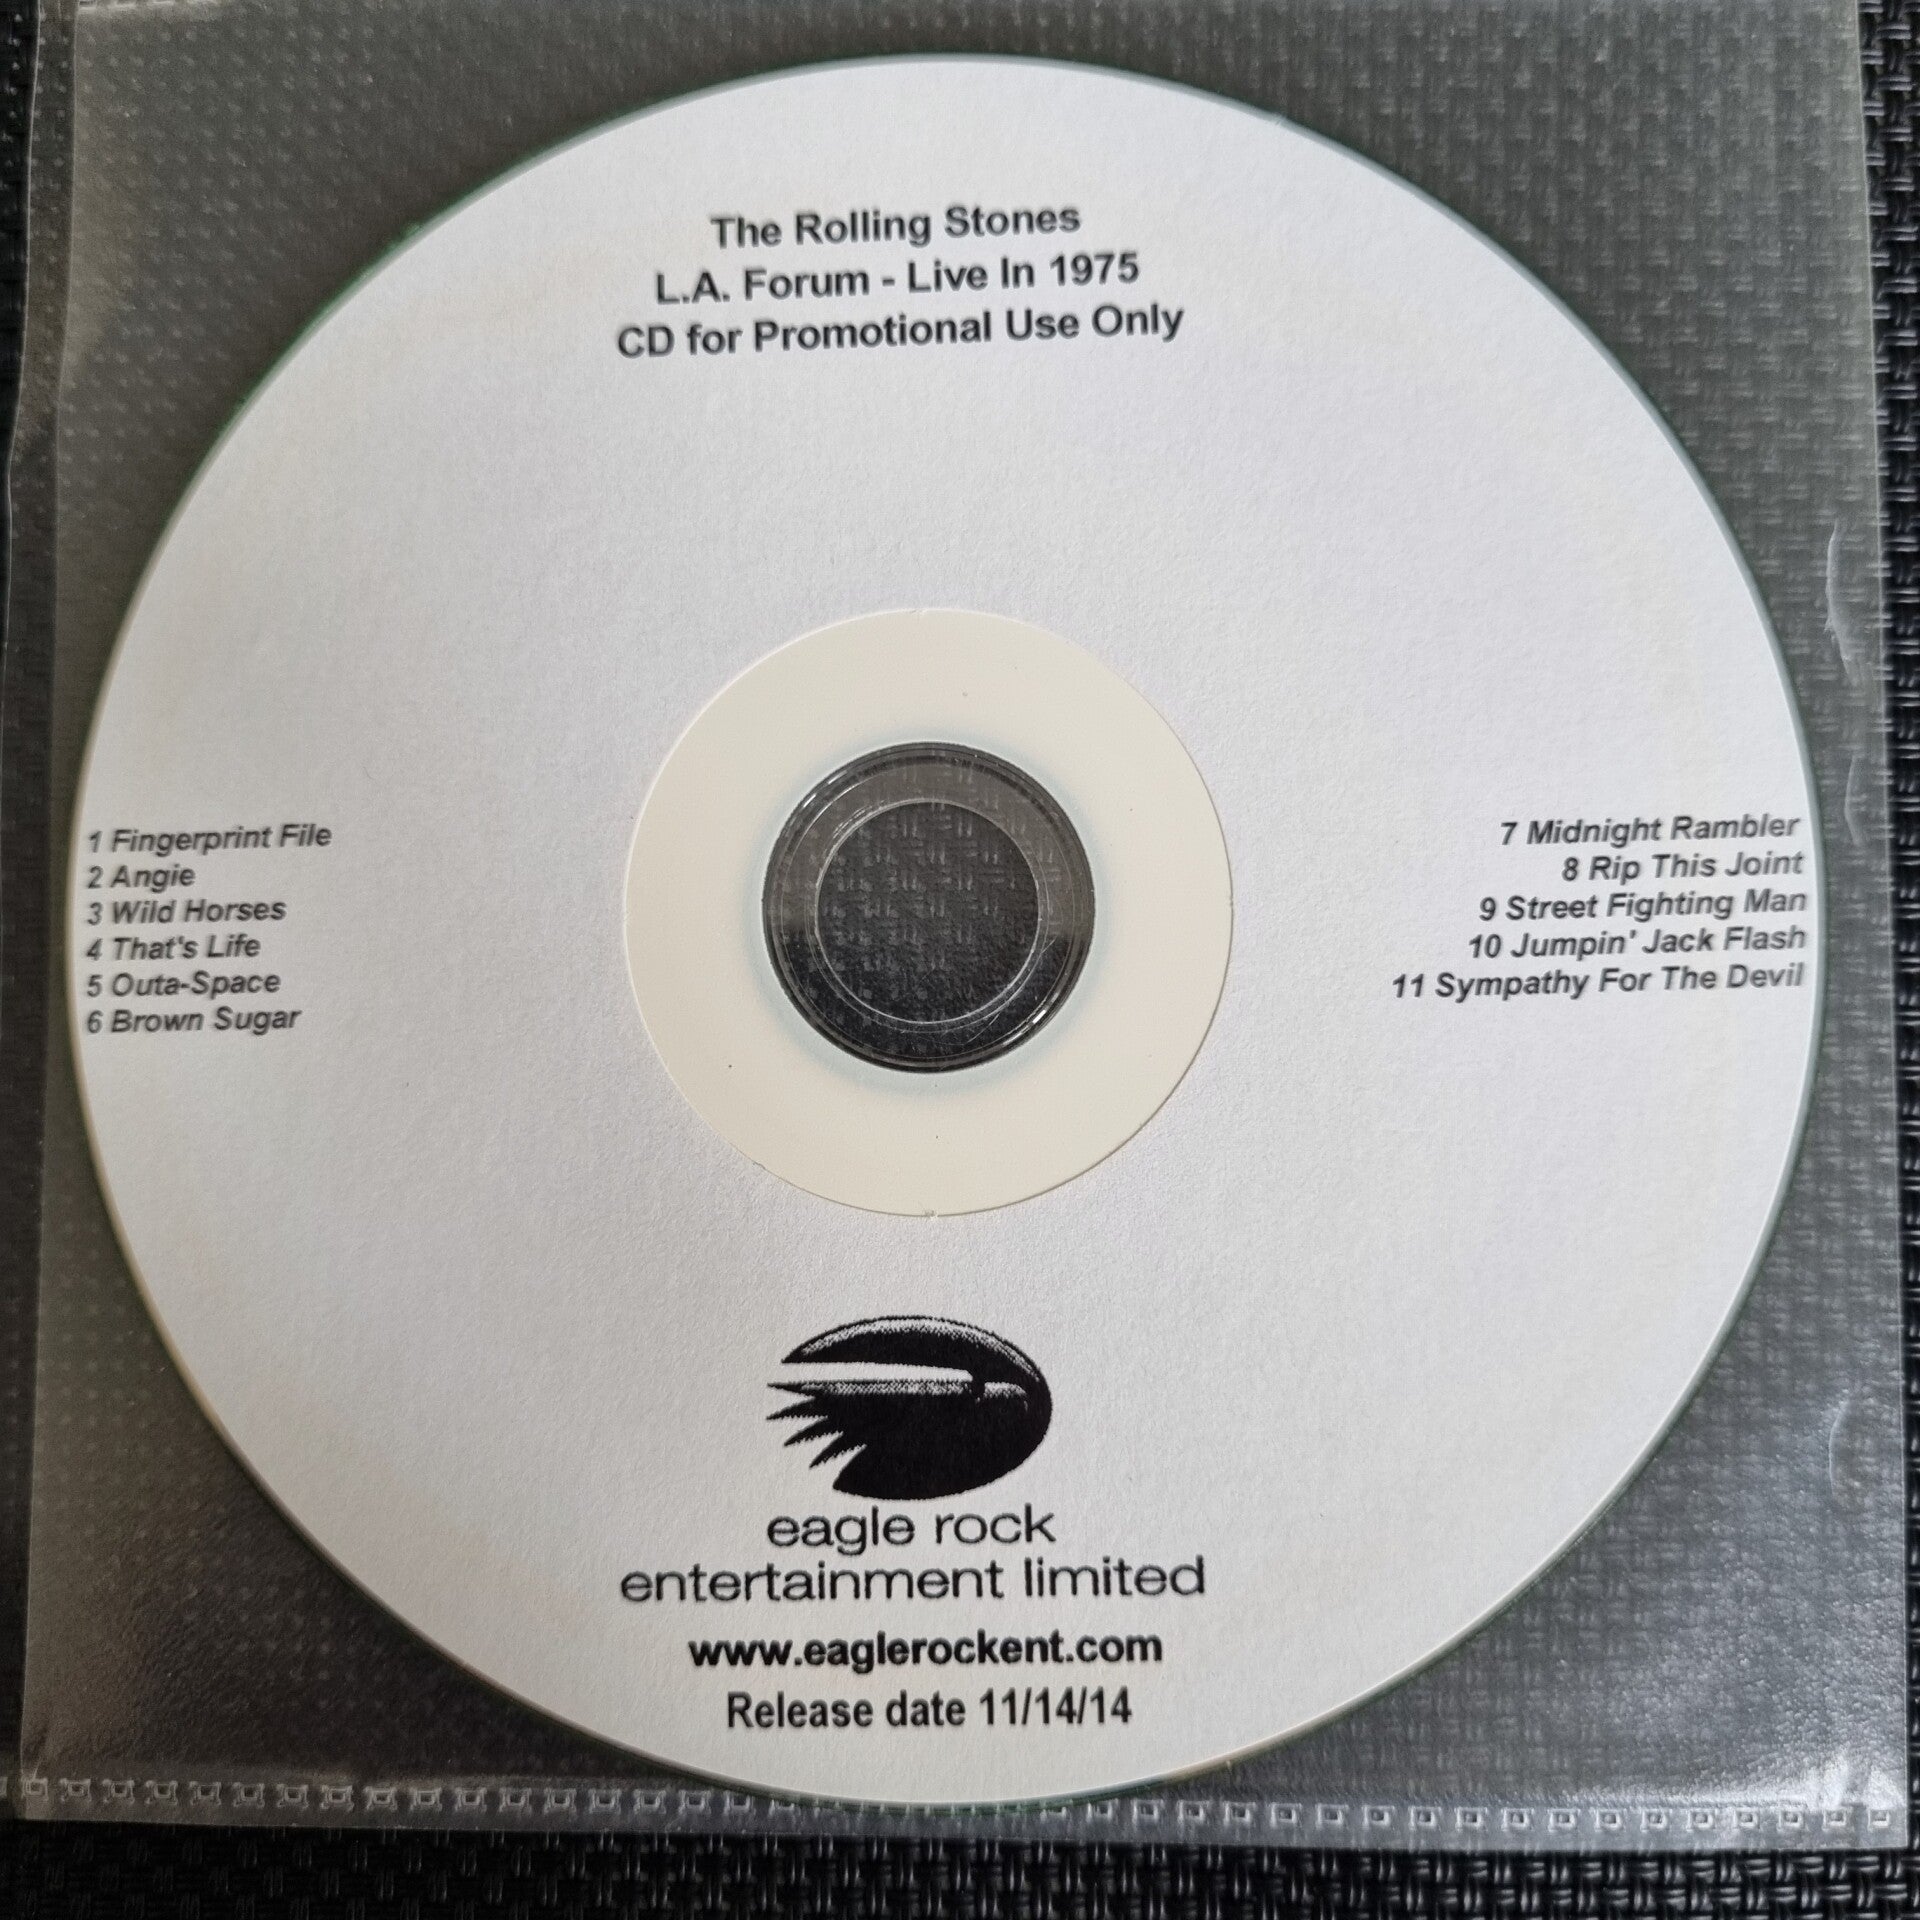 The Rolling Stones
L.A. Forum - Live In 1975
CD for Promotional Use Only
1 Fingerprint File
2 Angie
3 Wild Horses
4 That's Life
5 Outa-Space
6 Brown Sugar
7 Midnight Rambler
8 Rip This Joint
9 Street Fighting Man
10 Jumpin' Jack Flash
11 Sympathy For The Devil
eagle rock
entertainment limited
www.eaglerockent.com
Release date 11/14/14